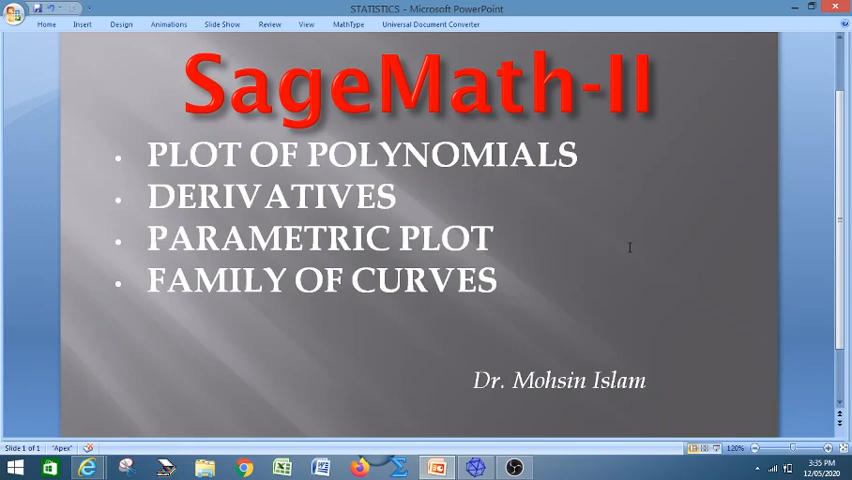 STATISTICS - Microsoft PowerPoint
Home Insert Design Animations Slide Show Review View MathType Universal Document Converter
SageMath-II
• PLOT OF POLYNOMIALS
• DERIVATIVES
• PARAMETRIC PLOT
• FAMILY OF CURVES
Dr. Mohsin Islam
Slide 1 of 1 "Apex" 120%
3:35 PM
12/05/2020